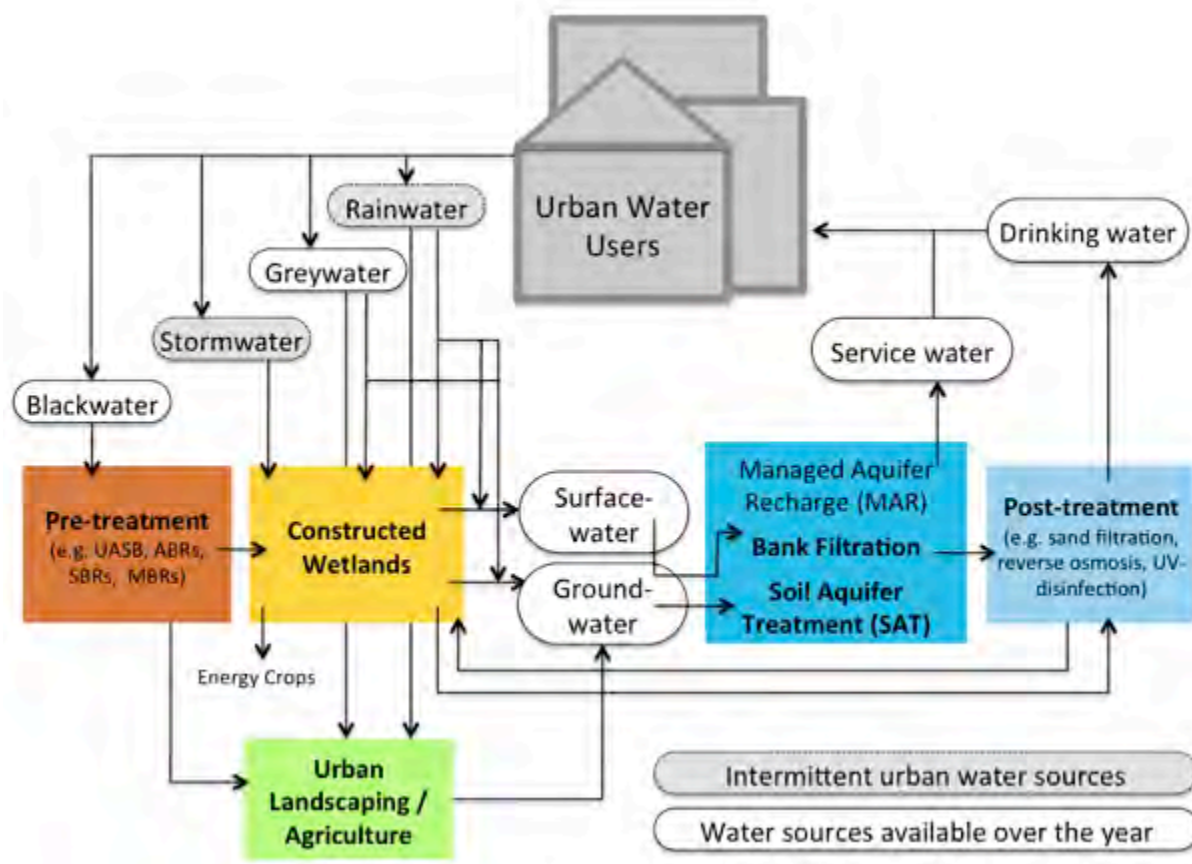 Urban Water
Users
Rainwater
Greywater
Stormwater
Blackwater
Drinking water
Service water
Pre-treatment
(e.g. UASB, ABRs,
SBRs, MBRs)
Constructed
Wetlands
Surface-
water
Ground-
water
Managed Aquifer
Recharge (MAR)
Bank Filtration
Soil Aquifer
Treatment (SAT)
Post-treatment
(e.g. sand filtration,
reverse osmosis, UV-
disinfection)
Energy Crops
Urban
Landscaping /
Agriculture
Intermittent urban water sources
Water sources available over the year